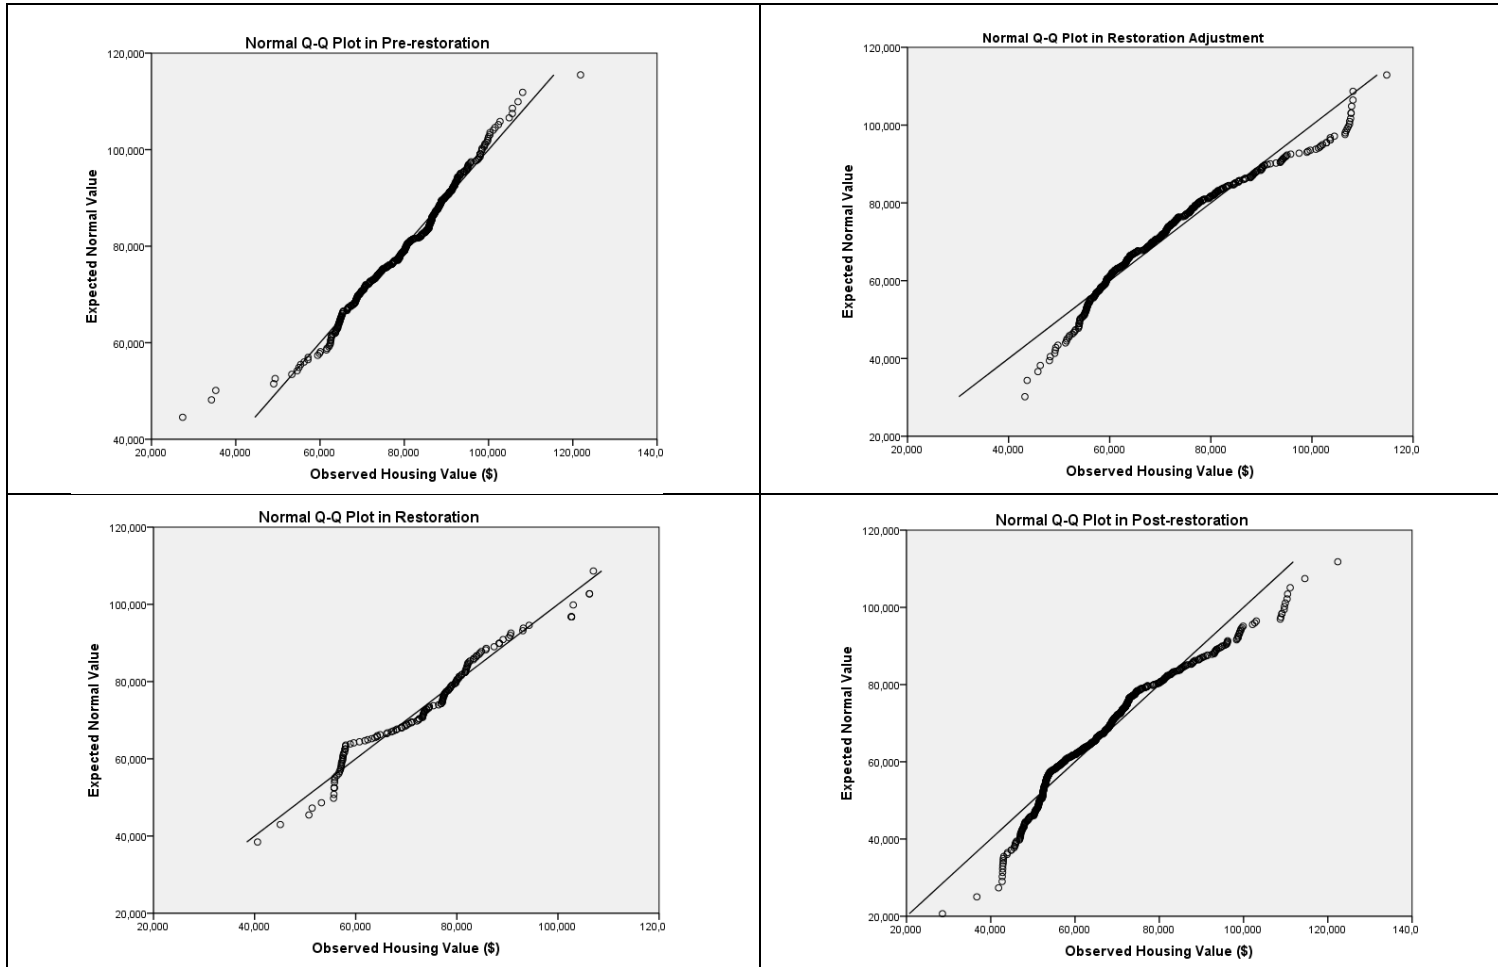 Normal Q-Q Plot in Pre-restoration
120,000
100,000
80,000
60,000
40,000
Expected Normal Value
20,000 40,000 60,000 80,000 100,000 120,000 140,0
Observed Housing Value ($)
Normal Q-Q Plot in Restoration Adjustment
120,000
100,000
80,000
60,000
40,000
20,000
Expected Normal Value
20,000 40,000 60,000 80,000 100,000 120,0
Observed Housing Value ($)
Normal Q-Q Plot in Restoration
120,000
100,000
80,000
60,000
40,000
20,000
Expected Normal Value
20,000 40,000 60,000 80,000 100,000 120,0
Observed Housing Value ($)
Normal Q-Q Plot in Post-restoration
120,000
100,000
80,000
60,000
40,000
20,000
Expected Normal Value
20,000 40,000 60,000 80,000 100,000 120,000 140,0
Observed Housing Value ($)